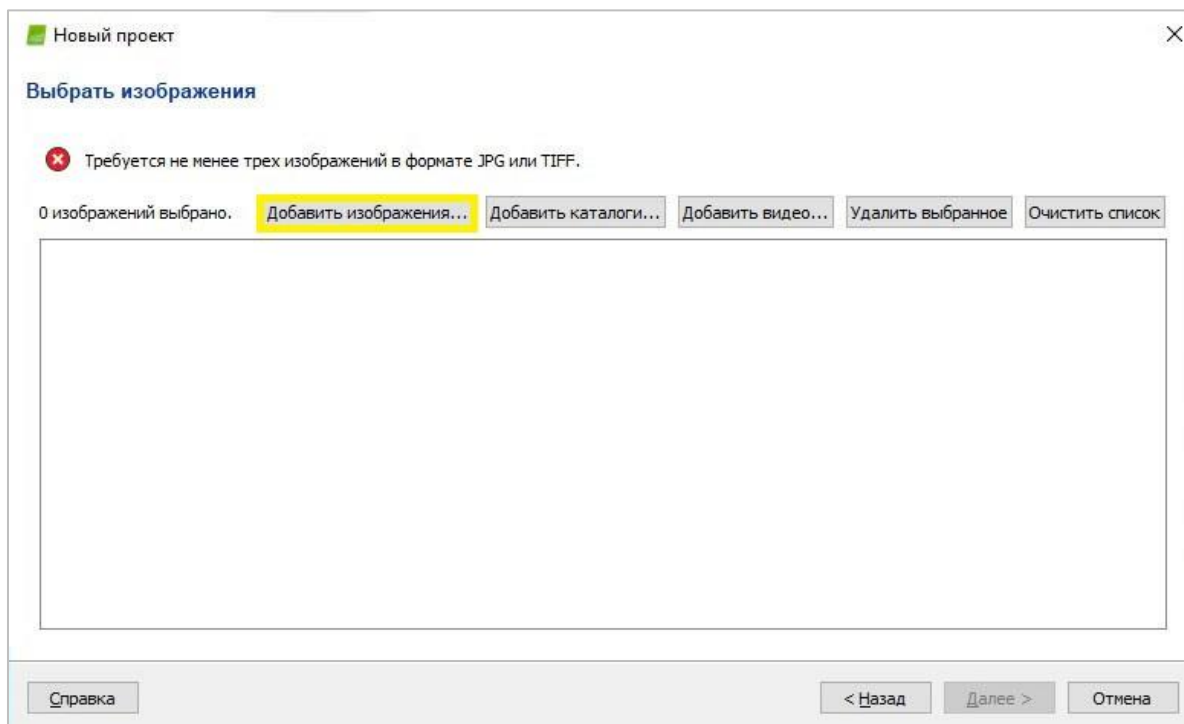 Новый проект
Выбрать изображения
Требуется не менее трех изображений в формате JPG или TIFF.
0 изображений выбрано. Добавить изображения... Добавить каталоги... Добавить видео... Удалить выбранное Очистить список
Справка < Назад Далее > Отмена